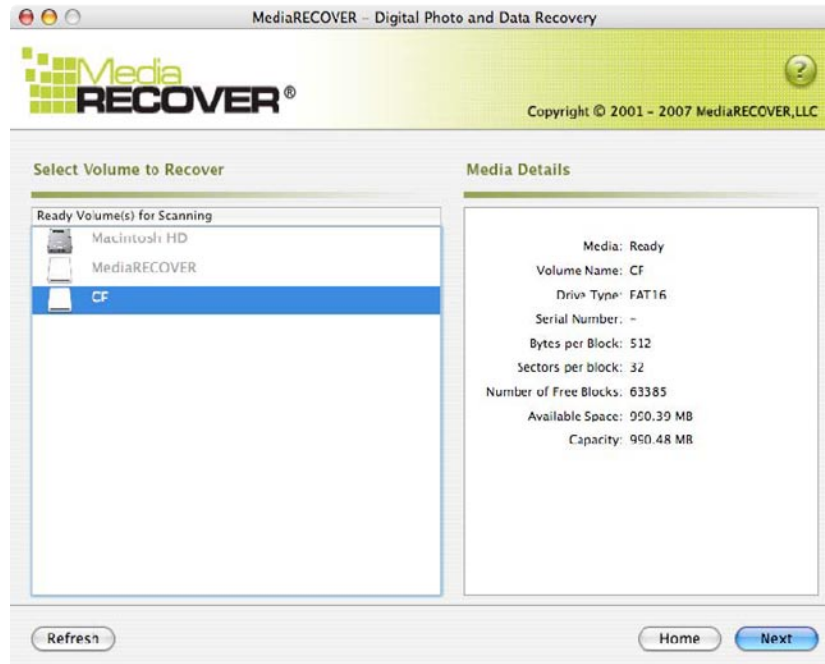 MediaRECOVER – Digital Photo and Data Recovery
Media
RECOVER®
?
Copyright © 2001 – 2007 MediaRECOVER,LLC
Select Volume to Recover
Ready Volume(s) for Scanning
Macintosh HD
MediaRECOVER
CF
Media Details
Media: Ready
Volume Name: CF
Drive Type: FAT16
Serial Number: –
Bytes per Block: 512
Sectors per block: 32
Number of Free Blocks: 63385
Available Space: 990.39 MB
Capacity: 990.48 MB
Refresh
Home
Next